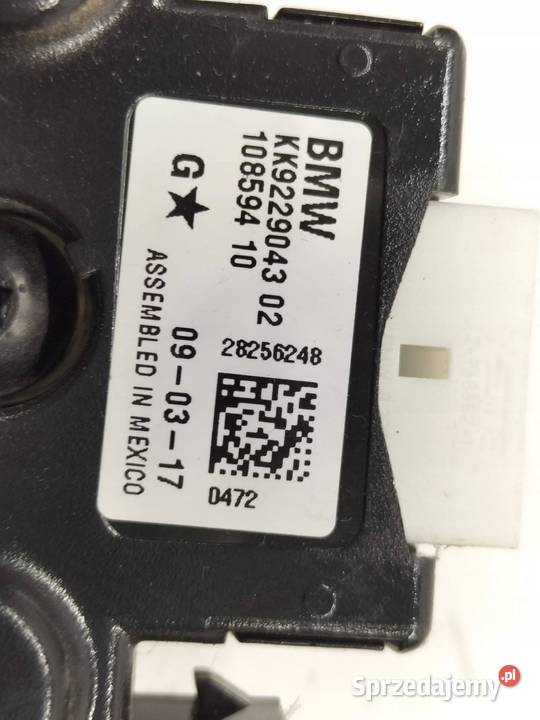 BMW
KK9229043 02
108594 10
G★
28256248
09-03-17
ASSEMBLED IN MEXICO
0472
Sprzedajemy.pl